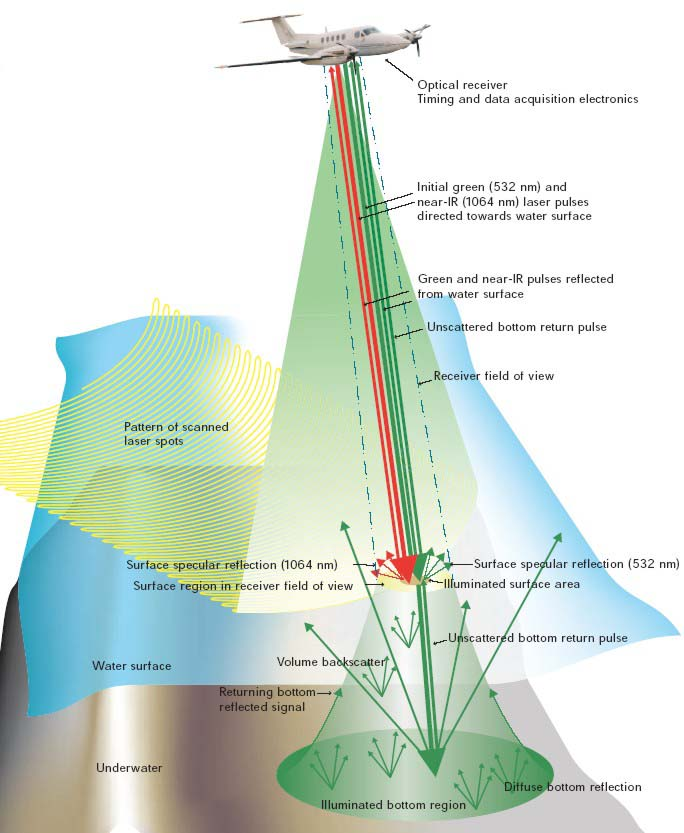 Optical receiver
Timing and data acquisition electronics
Initial green (532 nm) and
near-IR (1064 nm) laser pulses
directed towards water surface
Green and near-IR pulses reflected
from water surface
Unscattered bottom return pulse
Receiver field of view
Pattern of scanned
laser spots
Surface specular reflection (1064 nm)
Surface specular reflection (532 nm)
Surface region in receiver field of view
Illuminated surface area
Unscattered bottom return pulse
Volume backscatter
Water surface
Returning bottom
reflected signal
Underwater
Diffuse bottom reflection
Illuminated bottom region